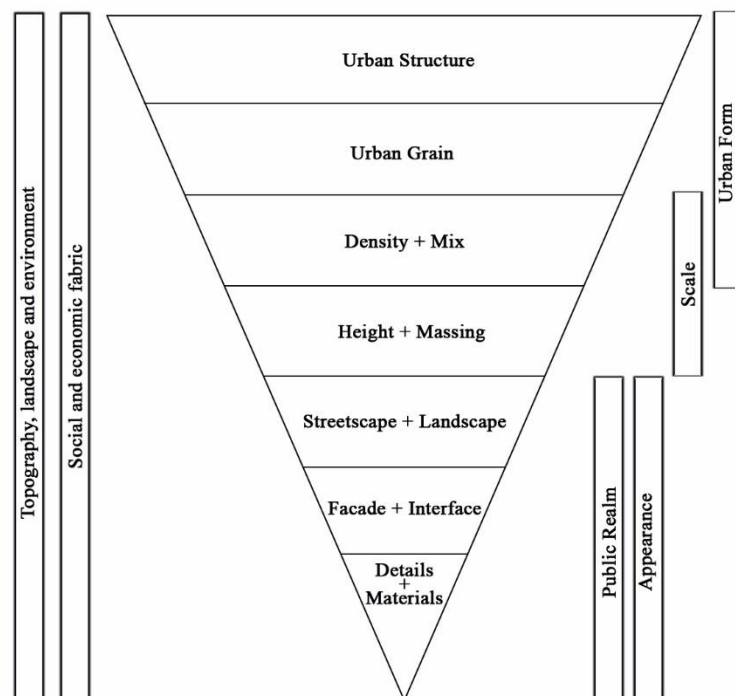 Topography, landscape and environment
Social and economic fabric
Urban Structure
Urban Grain
Density + Mix
Height + Massing
Streetscape + Landscape
Facade + Interface
Details
+
Materials
Public Realm
Appearance
Scale
Urban Form